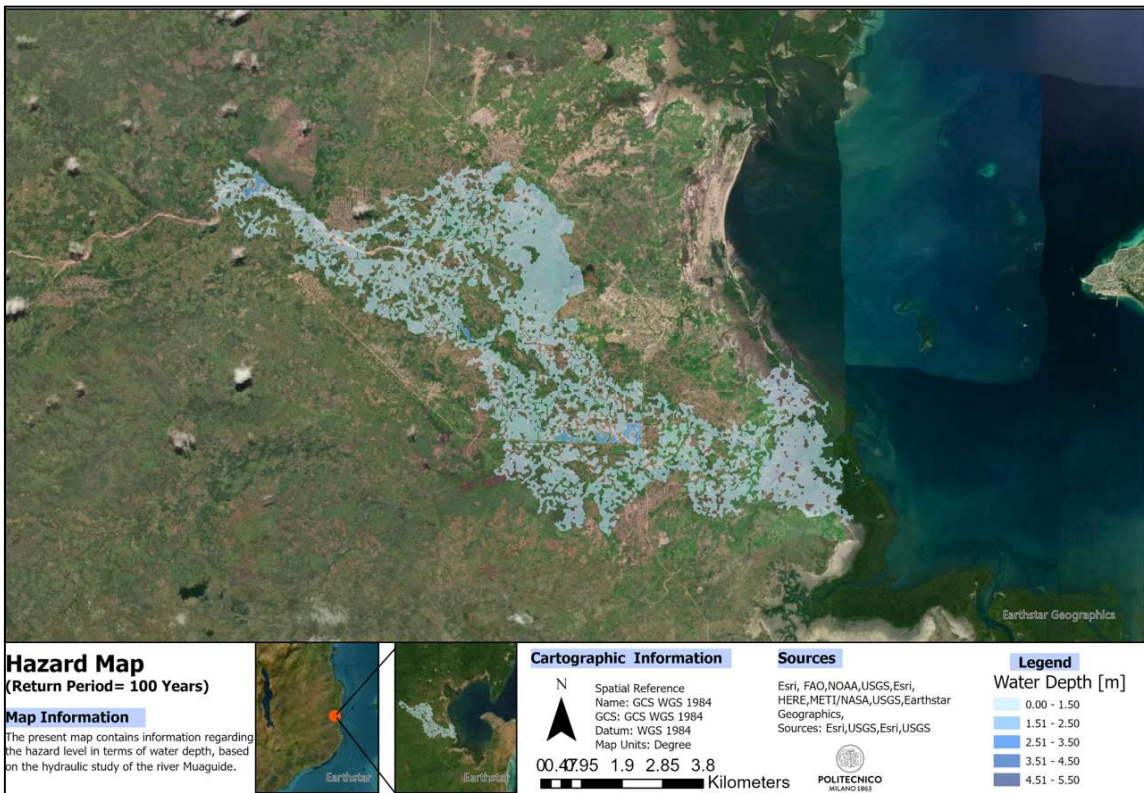 Earthstar Geographics
Hazard Map
(Return Period= 100 Years)
Map Information
The present map contains information regarding
the hazard level in terms of water depth, based
on the hydraulic study of the river Muaguide.
Earthstar
Earthstar
Cartographic Information
N
Spatial Reference
Name: GCS WGS 1984
GCS: GCS WGS 1984
Datum: WGS 1984
Map Units: Degree
00.470.95 1.9 2.85 3.8
Kilometers
Sources
Esri, FAO,NOAA,USGS,Esri,
HERE,METI/NASA,USGS,Earthstar
Geographics,
Sources: Esri,USGS,Esri,USGS
POLITECNICO
MILANO 1863
Legend
Water Depth [m]
0.00 - 1.50
1.51 - 2.50
2.51 - 3.50
3.51 - 4.50
4.51 - 5.50